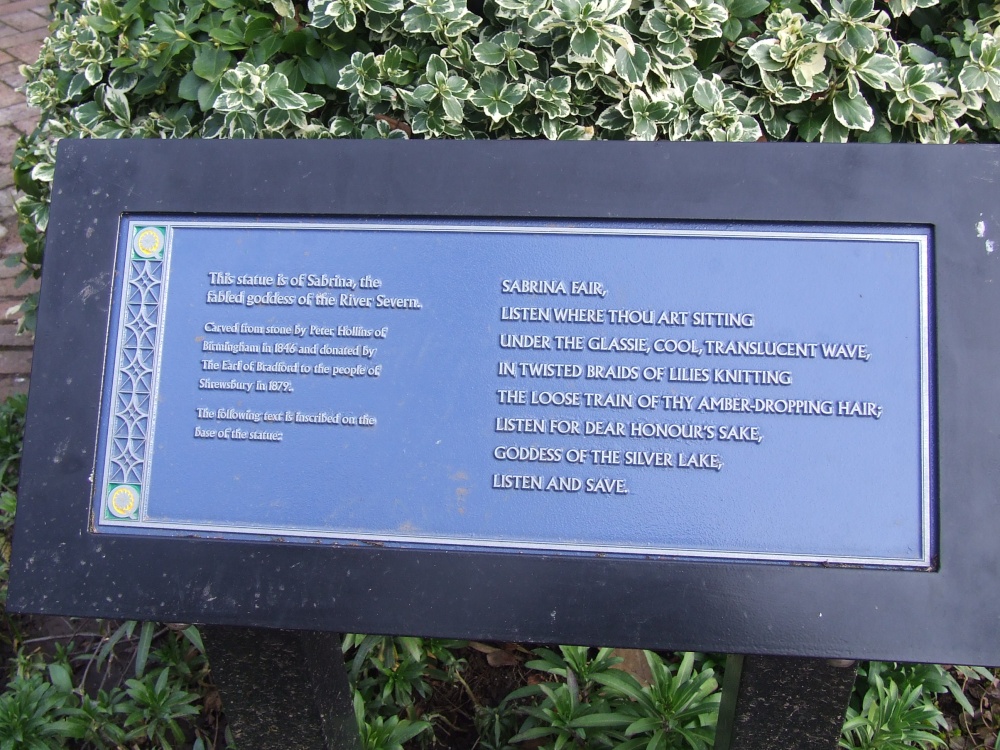 This statue is of Sabrina, the
fabled goddess of the River Severn.
Carved from stone by Peter Hollins of
Birmingham in 1846 and donated by
The Earl of Bradford to the people of
Shrewsbury in 1879.
The following text is inscribed on the
base of the statue:
SABRINA FAIR,
LISTEN WHERE THOU ART SITTING
UNDER THE GLASSIE, COOL, TRANSLUCENT WAVE,
IN TWISTED BRAIDS OF LILIES KNITTING
THE LOOSE TRAIN OF THY AMBER-DROPPING HAIR;
LISTEN FOR DEAR HONOUR'S SAKE,
GODDESS OF THE SILVER LAKE,
LISTEN AND SAVE.